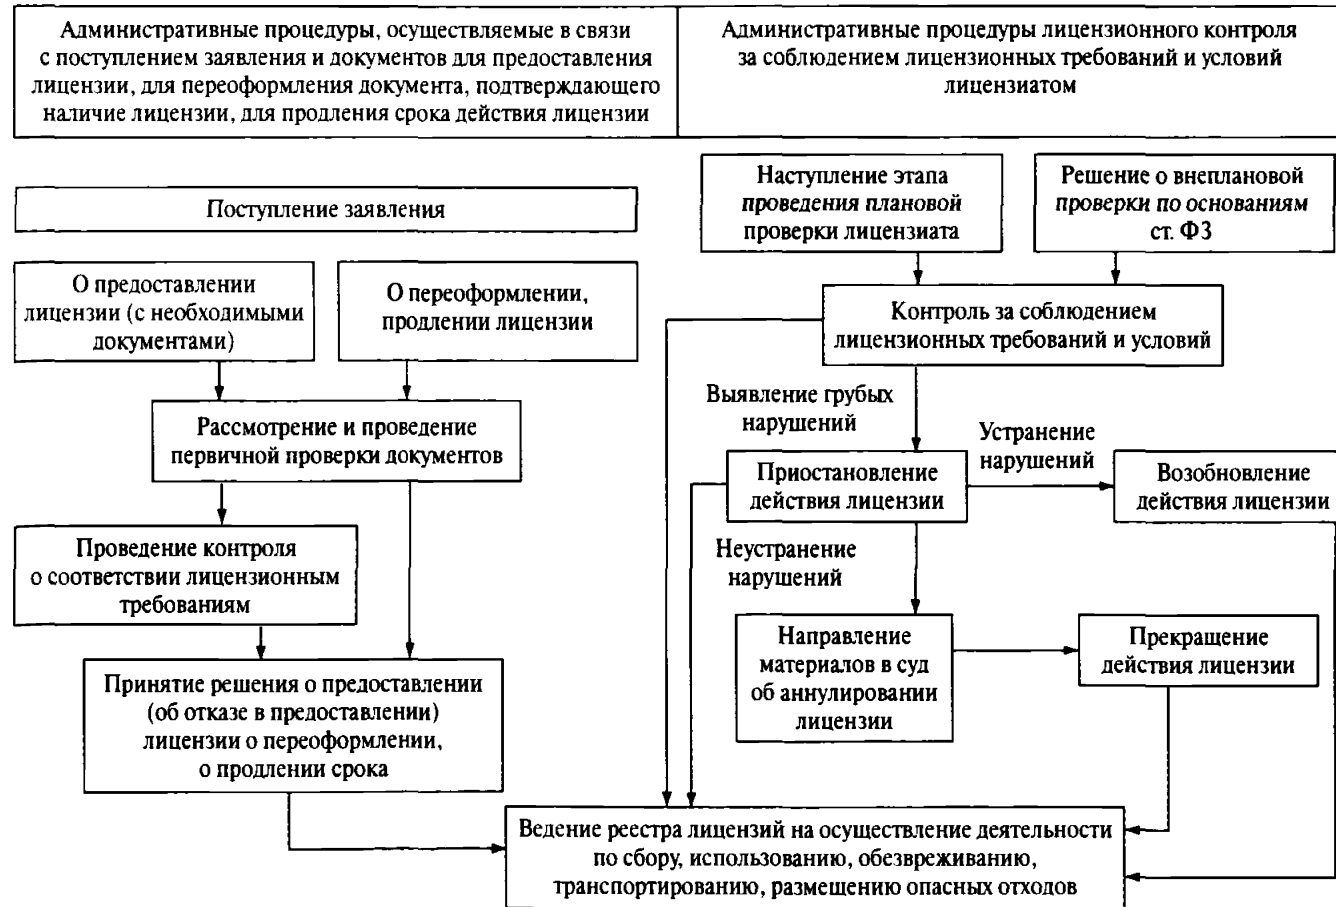 Административные процедуры, осуществляемые в связи
с поступлением заявления и документов для предоставления
лицензии, для переоформления документа, подтверждающего
наличие лицензии, для продления срока действия лицензии
Административные процедуры лицензионного контроля
за соблюдением лицензионных требований и условий
лицензиатом
Поступление заявления
Наступление этапа
проведения плановой
проверки лицензиата
Решение о внеплановой
проверки по основаниям
ст. ФЗ
О предоставлении
лицензии (с необходимыми
документами)
О переоформлении,
продлении лицензии
Контроль за соблюдением
лицензионных требований и условий
Рассмотрение и проведение
первичной проверки документов
Выявление грубых
нарушений
Приостановление
действия лицензии
Устранение
нарушений
Возобновление
действия лицензии
Проведение контроля
о соответствии лицензионным
требованиям
Неустранение
нарушений
Направление
материалов в суд
об аннулировании
лицензии
Прекращение
действия лицензии
Принятие решения о предоставлении
(об отказе в предоставлении)
лицензии о переоформлении,
о продлении срока
Ведение реестра лицензий на осуществление деятельности
по сбору, использованию, обезвреживанию,
транспортированию, размещению опасных отходов